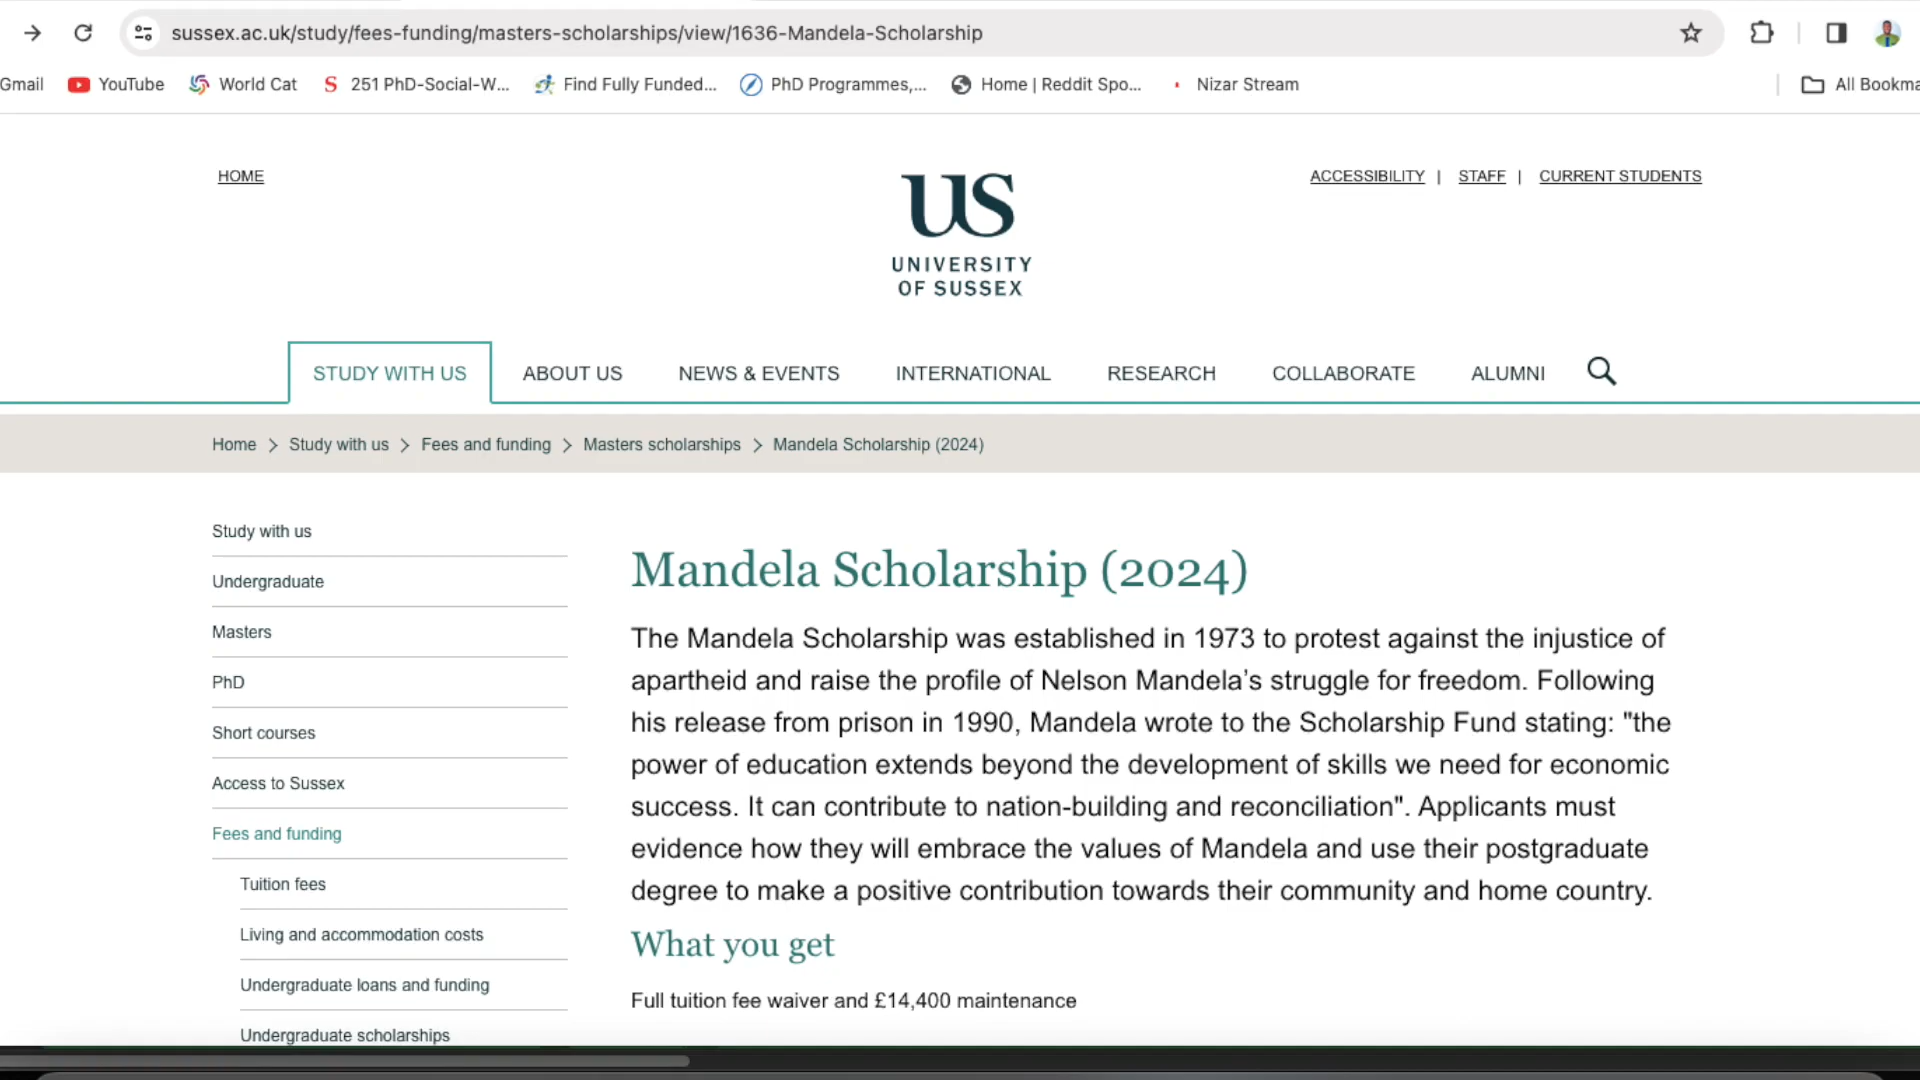 sussex.ac.uk/study/fees-funding/masters-scholarships/view/1636-Mandela-Scholarship
Gmail YouTube World Cat S 251 PhD-Social-W... Find Fully Funded... PhD Programmes,... Home | Reddit Spo... Nizar Stream All Bookma
HOME
ACCESSIBILITY | STAFF | CURRENT STUDENTS
US
UNIVERSITY
OF SUSSEX
STUDY WITH US ABOUT US NEWS & EVENTS INTERNATIONAL RESEARCH COLLABORATE ALUMNI
Home > Study with us > Fees and funding > Masters scholarships > Mandela Scholarship (2024)
Study with us
Undergraduate
Masters
PhD
Short courses
Access to Sussex
Fees and funding
Tuition fees
Living and accommodation costs
Undergraduate loans and funding
Undergraduate scholarships
Mandela Scholarship (2024)
The Mandela Scholarship was established in 1973 to protest against the injustice of
apartheid and raise the profile of Nelson Mandela’s struggle for freedom. Following
his release from prison in 1990, Mandela wrote to the Scholarship Fund stating: "the
power of education extends beyond the development of skills we need for economic
success. It can contribute to nation-building and reconciliation". Applicants must
evidence how they will embrace the values of Mandela and use their postgraduate
degree to make a positive contribution towards their community and home country.
What you get
Full tuition fee waiver and £14,400 maintenance